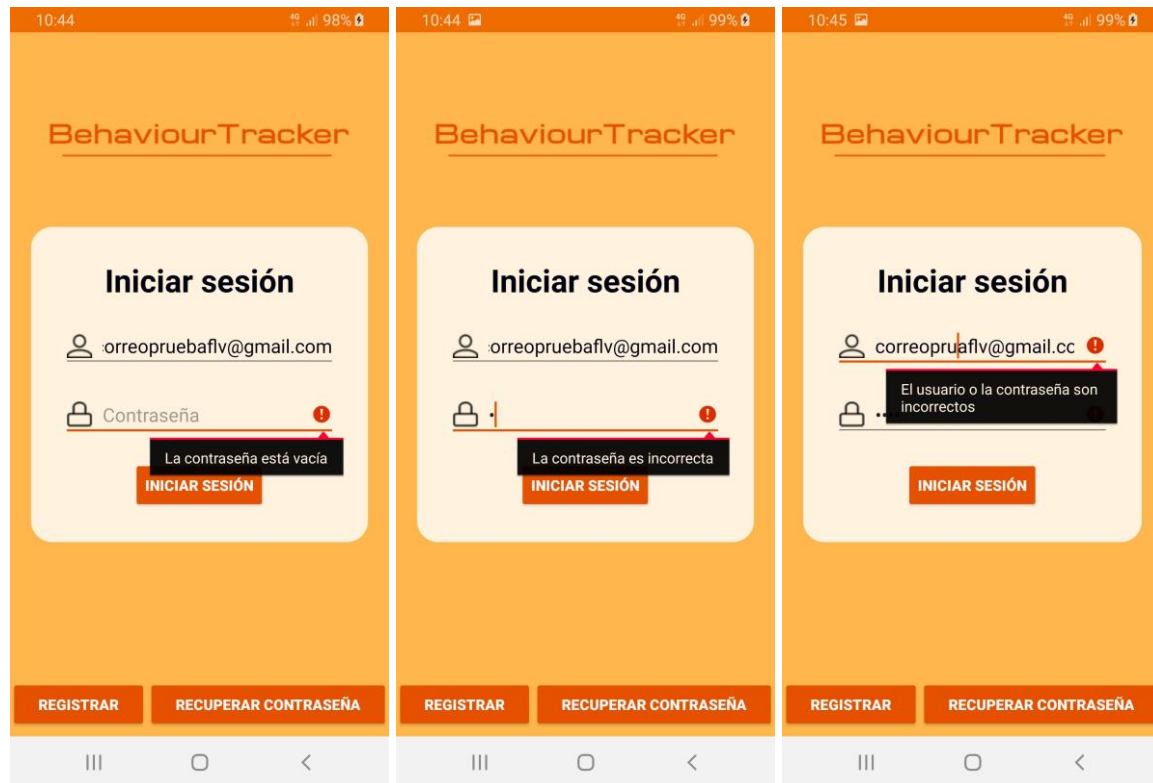 10:44
4G 98%
BehaviourTracker
Iniciar sesión
orreopruebaflv@gmail.com
Contraseña
La contraseña está vacía
INICIAR SESIÓN
REGISTRAR
RECUPERAR CONTRASEÑA
10:44
4G 99%
BehaviourTracker
Iniciar sesión
orreopruebaflv@gmail.com
La contraseña es incorrecta
INICIAR SESIÓN
REGISTRAR
RECUPERAR CONTRASEÑA
10:45
4G 99%
BehaviourTracker
Iniciar sesión
correopruaflv@gmail.cc
El usuario o la contraseña son
incorrectos
INICIAR SESIÓN
REGISTRAR
RECUPERAR CONTRASEÑA